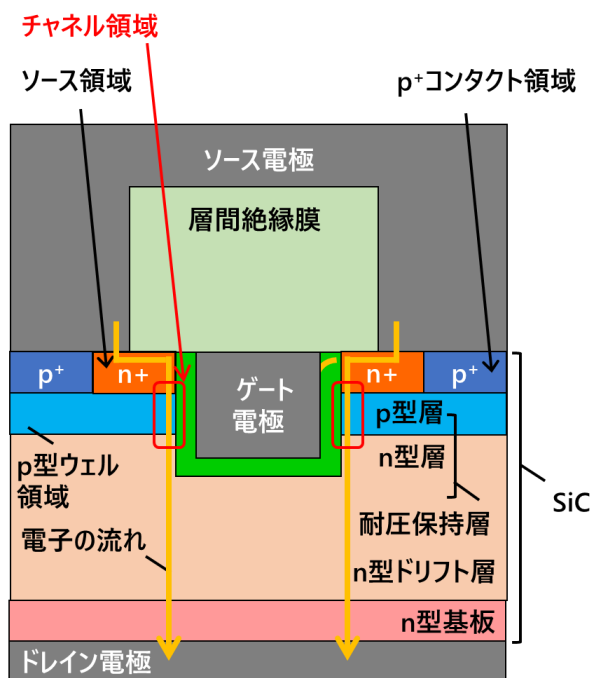 チャネル領域
ソース領域
p⁺コンタクト領域
ソース電極
層間絶縁膜
p⁺
n+
ゲート
電極
n+
p⁺
p型層
p型ウェル
領域
n型層
SiC
耐圧保持層
電子の流れ
n型ドリフト層
n型基板
ドレイン電極